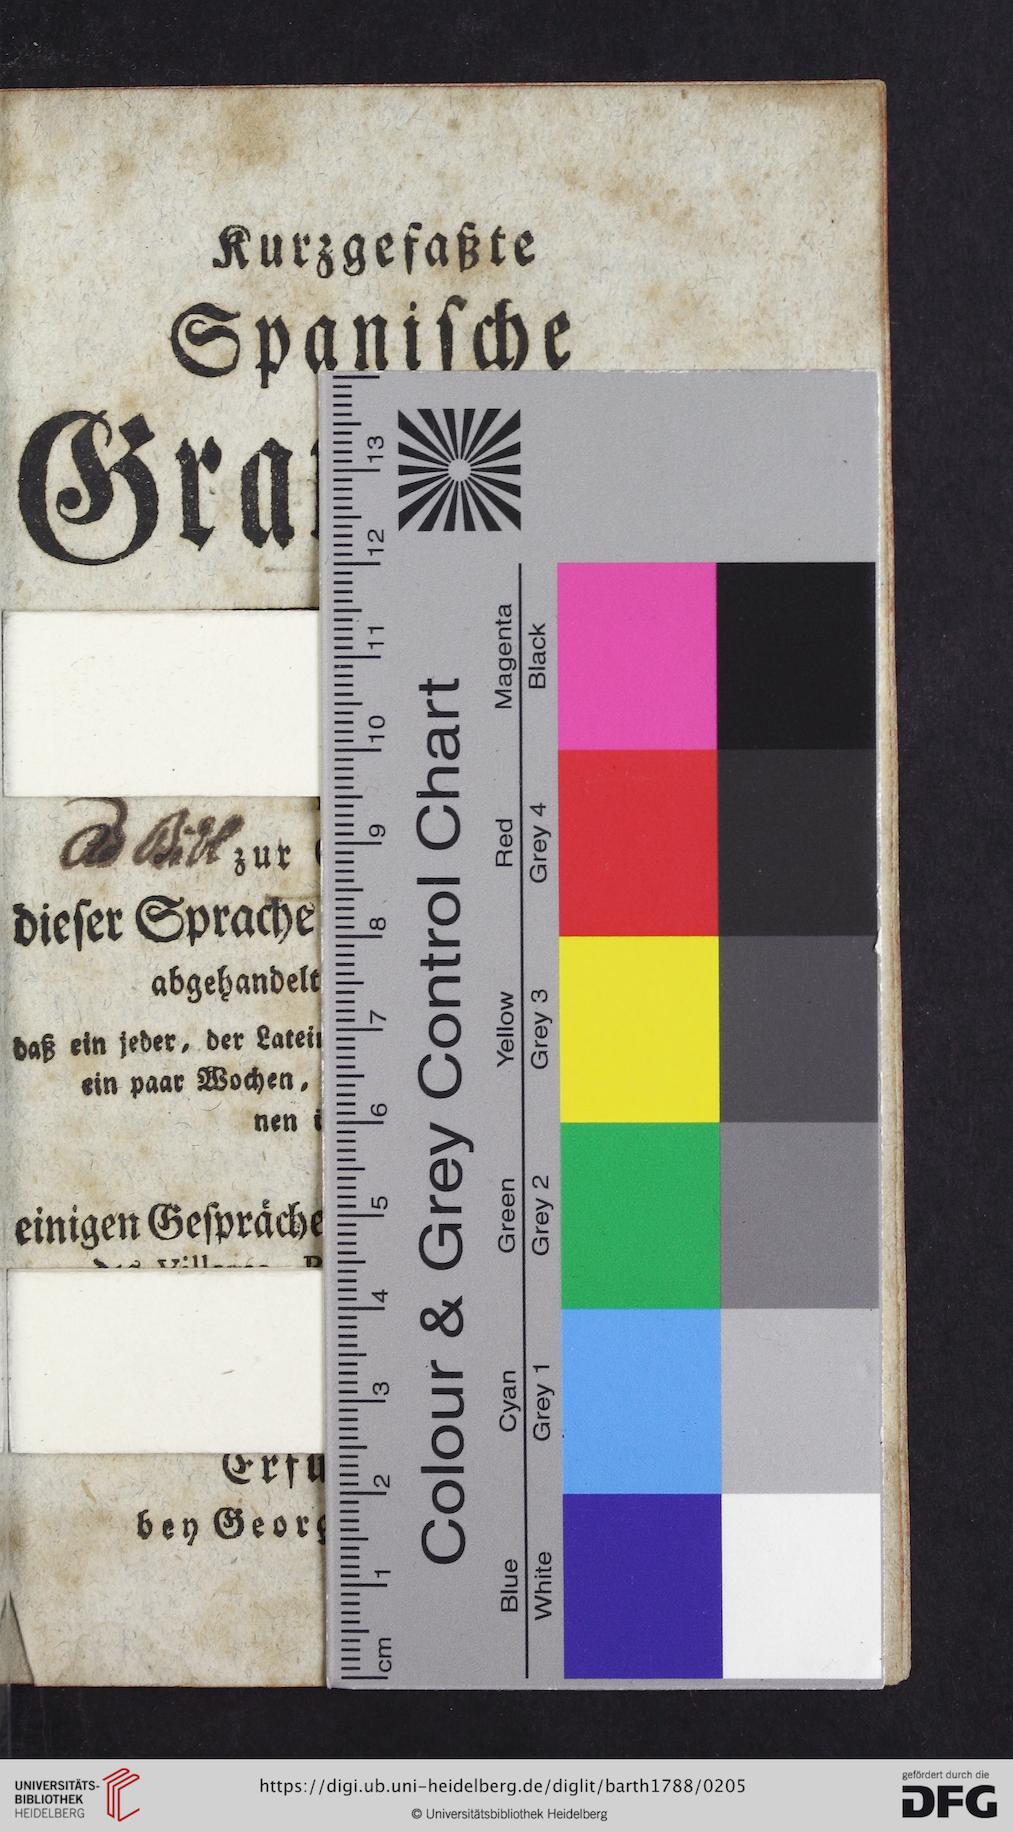 Kurzgefaßte
Spaniſche
Gra
zur
dieſer Sprache
abgehandelt
daß ein jeder, der Latei
ein paar Wochen,
nen i
einigen Geſpräche
Erfu
bey Georg
Colour & Grey Control Chart
Magenta
Black
Red
Grey 4
Yellow
Grey 3
Green
Grey 2
Cyan
Grey 1
Blue
White
13
12
11
10
9
8
7
6
5
4
3
2
1
cm
UNIVERSITÄTS-
BIBLIOTHEK
HEIDELBERG
https://digi.ub.uni-heidelberg.de/diglit/barth1788/0205
© Universitätsbibliothek Heidelberg
gefördert durch die
DFG